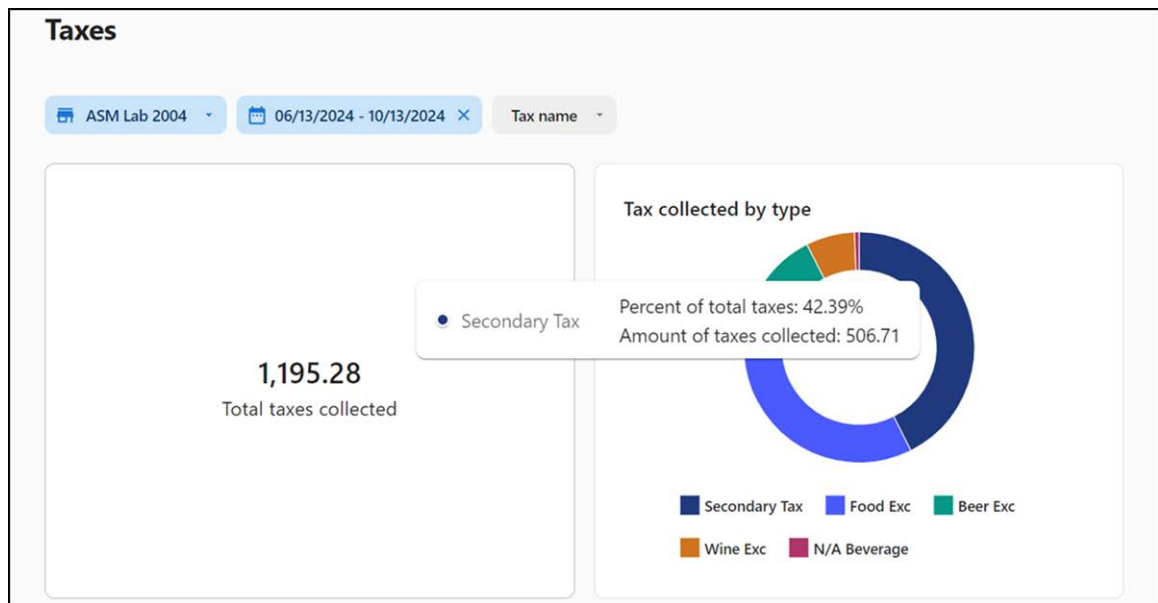 Taxes
ASM Lab 2004
06/13/2024 - 10/13/2024
Tax name
1,195.28
Total taxes collected
Tax collected by type
Secondary Tax
Percent of total taxes: 42.39%
Amount of taxes collected: 506.71
Secondary Tax
Food Exc
Beer Exc
Wine Exc
N/A Beverage